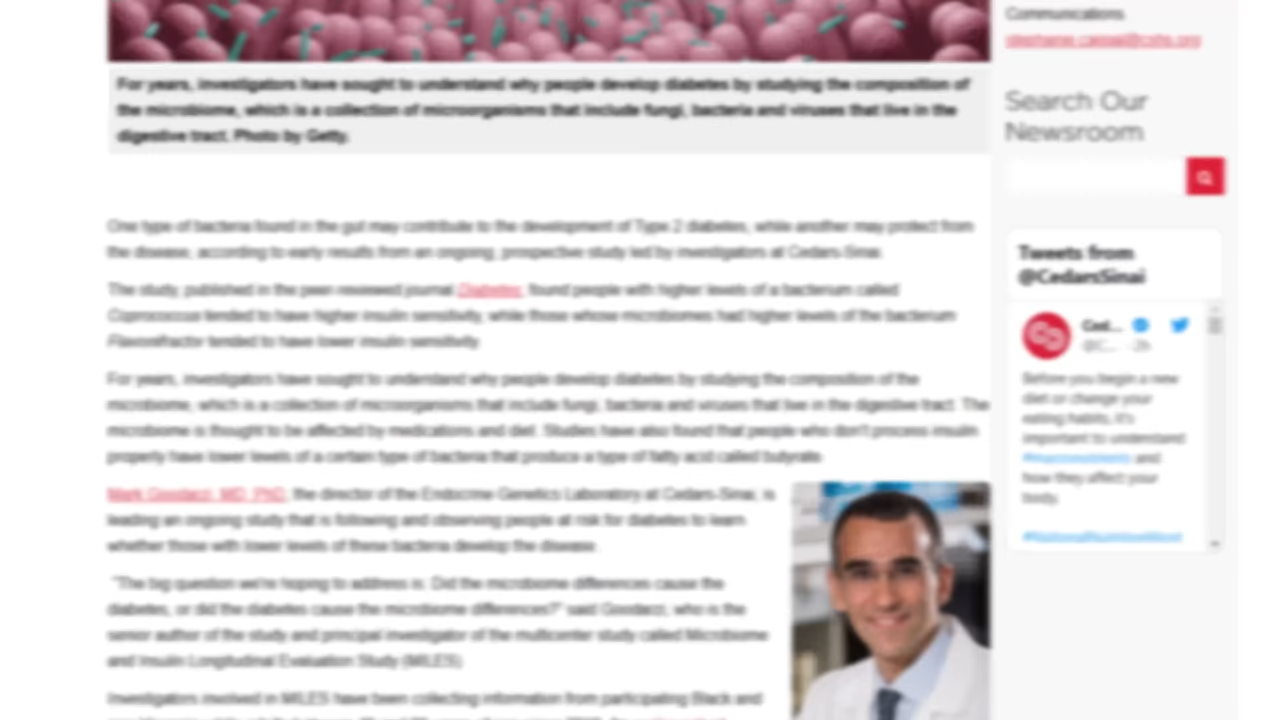 For years, investigators have sought to understand why people develop diabetes by studying the composition of
the microbiome, which is a collection of microorganisms that include fungi, bacteria and viruses that live in the
digestive tract. Photo by Getty.
One type of bacteria found in the gut may contribute to the development of Type 2 diabetes, while another may protect from
the disease, according to early results from an ongoing, prospective study led by investigators at Cedars-Sinai.
The study, published in the peer-reviewed journal Diabetes, found people with higher levels of a bacterium called
Coprococcus tended to have higher insulin sensitivity, while those whose microbiomes had higher levels of the bacterium
Flavonifractor tended to have lower insulin sensitivity.
For years, investigators have sought to understand why people develop diabetes by studying the composition of the
microbiome, which is a collection of microorganisms that include fungi, bacteria and viruses that live in the digestive tract. The
microbiome is thought to be affected by medications and diet. Studies have also found that people who don't process insulin
properly have lower levels of a certain type of bacteria that produce a type of fatty acid called butyrate.
Mark Goodarzi, MD, PhD, the director of the Endocrine Genetics Laboratory at Cedars-Sinai, is
leading an ongoing study that is following and observing people at risk for diabetes to learn
whether those with lower levels of these bacteria develop the disease.
"The big question we're hoping to address is: Did the microbiome differences cause the
diabetes, or did the diabetes cause the microbiome differences?" said Goodarzi, who is the
senior author of the study and principal investigator of the multicenter study called Microbiome
and Insulin Longitudinal Evaluation Study (MILES).
Investigators involved in MILES have been collecting information from participating Black and
Communications
Search Our
Newsroom
Tweets from
@CedarsSinai
Ced...
@C... · 2h
Before you begin a new
diet or change your
eating habits, it's
important to understand
#macronutrients and
how they affect your
body.